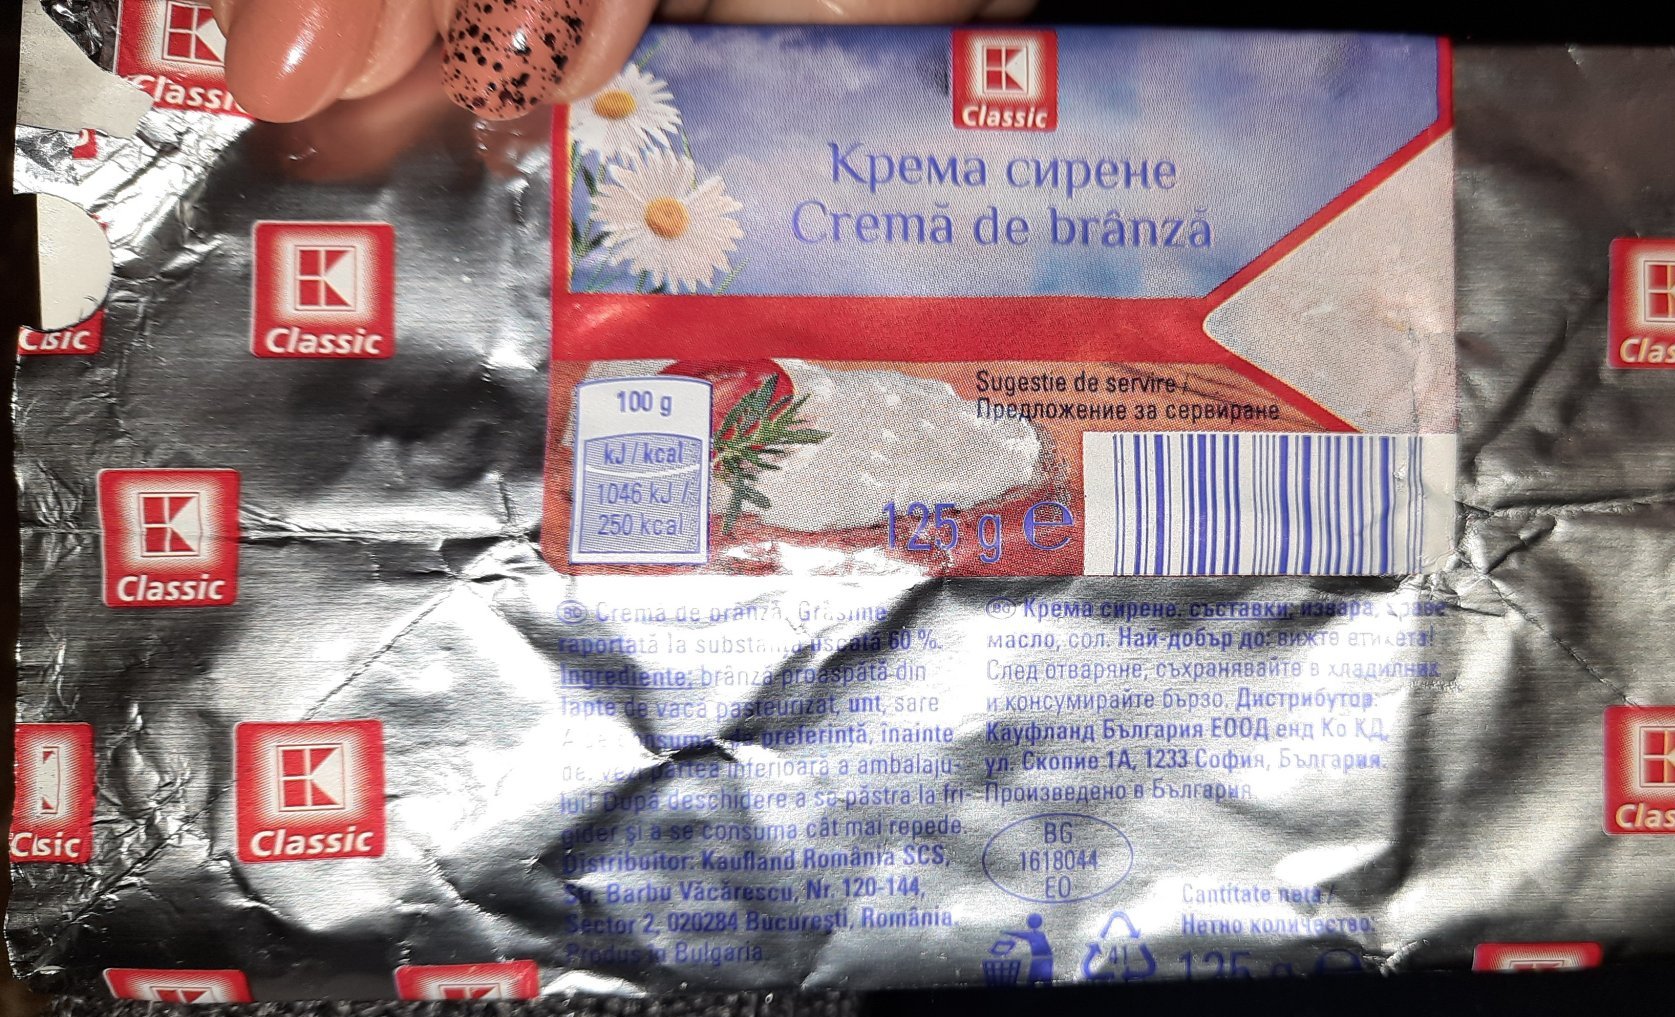 Classic
Classic
Крема сирене
Cremă de brânză
Classic
Sugestie de servire /
Предложение за сервиране
100 g
kJ / kcal
1046 kJ /
250 kcal
125 g e
Classic
BG Cremă de brânză. Grăsime
raportată la substanța uscată 60 %.
Ingrediente: brânză proaspătă din
lapte de vacă pasteurizat, unt, sare
A se consuma de preferință, înainte
de: vezi partea inferioară a ambalaju-
lui! După deschidere a se păstra la fri-
gider și a se consuma cât mai repede.
Distribuitor: Kaufland România SCS,
Str. Barbu Văcărescu, Nr. 120-144,
Sector 2, 020284 București, România.
Produs în Bulgaria.
BG Крема сирене. съставки: извара, краве
масло, сол. Най-добър до: вижте етикета!
След отваряне, съхранявайте в хладилник
и консумирайте бързо. Дистрибутор:
Кауфланд България ЕООД енд Ко КД,
ул. Скопие 1А, 1233 София, България.
Произведено в България
BG
1618044
EO
Cantitate netă /
Нетно количество:
41
125 g e
Classic
Classic